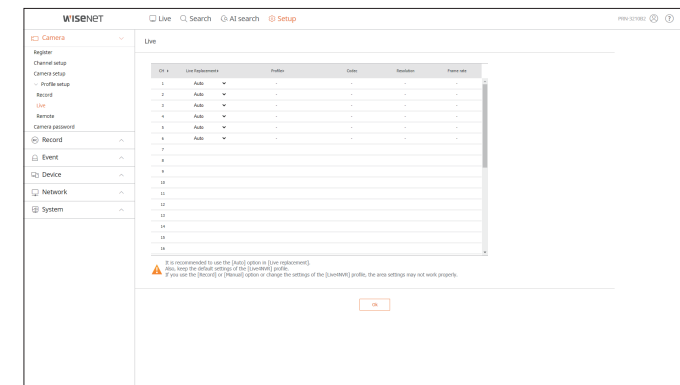 WISENET
Live Search AI search Setup
Camera
Register
Channel setup
Camera setup
Profile setup
Record
Live
Remote
Camera password
Record
Event
Device
Network
System
Live
CH Live Replacement Profiles Codec Resolution Frame rate
1 Auto - - - -
2 Auto - - - -
3 Auto - - - -
4 Auto - - - -
5 Auto - - - -
6 Auto - - - -
7
8
9
10
11
12
13
14
15
16
It is recommended to use the [Auto] option in [Live replacement].
Also, keep the default settings of the [Live4NVR] profile.
If you use the [Record] or [Manual] option or change the settings of the [Live4NVR] profile, the area settings may not work properly.
Ok